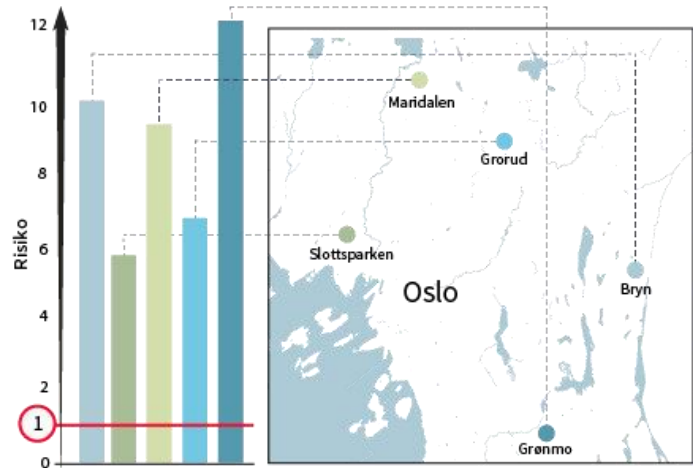 Risiko
12
10
8
6
4
2
1
0
Maridalen
Grorud
Slottsparken
Oslo
Bryn
Grønmo